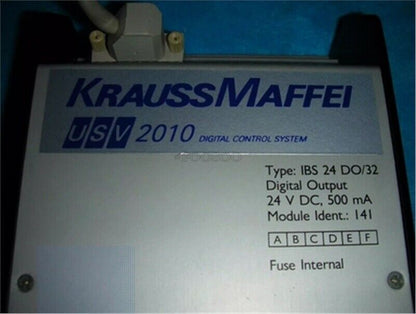 KRAUSSMAFFEI
USV 2010 DIGITAL CONTROL SYSTEM
Type: IBS 24 DO/32
Digital Output
24 V DC, 500 mA
Module Ident.: 141
A B C D E F
Fuse Internal